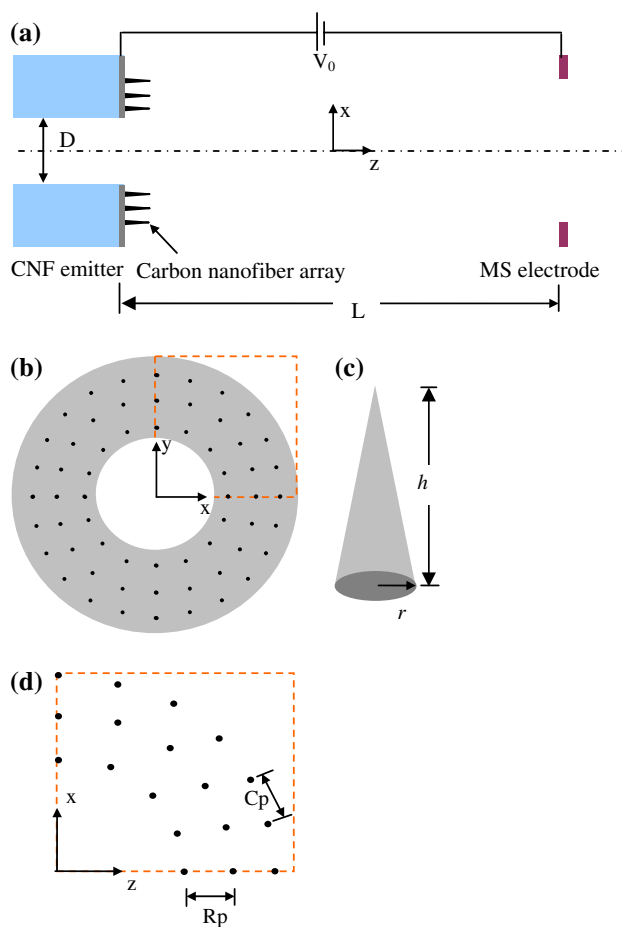 (a)
V0
x
D
z
CNF emitter
Carbon nanofiber array
MS electrode
L
(b)
(c)
y
x
h
r
(d)
Cp
x
z
Rp